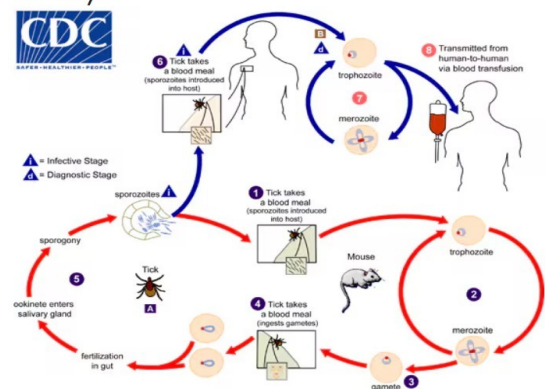 CDC
SAFER • HEALTHIER • PEOPLE™
i = Infective Stage
d = Diagnostic Stage
6 Tick takes
a blood meal
(sporozoites introduced
into host)
i
B
d
trophozoite
7
merozoite
8 Transmitted from
human-to-human
via blood transfusion
sporozoites i
1 Tick takes
a blood meal
(sporozoites introduced
into host)
trophozoite
Mouse
2
merozoite
3
gamete
4 Tick takes
a blood meal
(ingests gametes)
fertilization
in gut
ookinete enters
salivary gland
5
sporogony
Tick
A